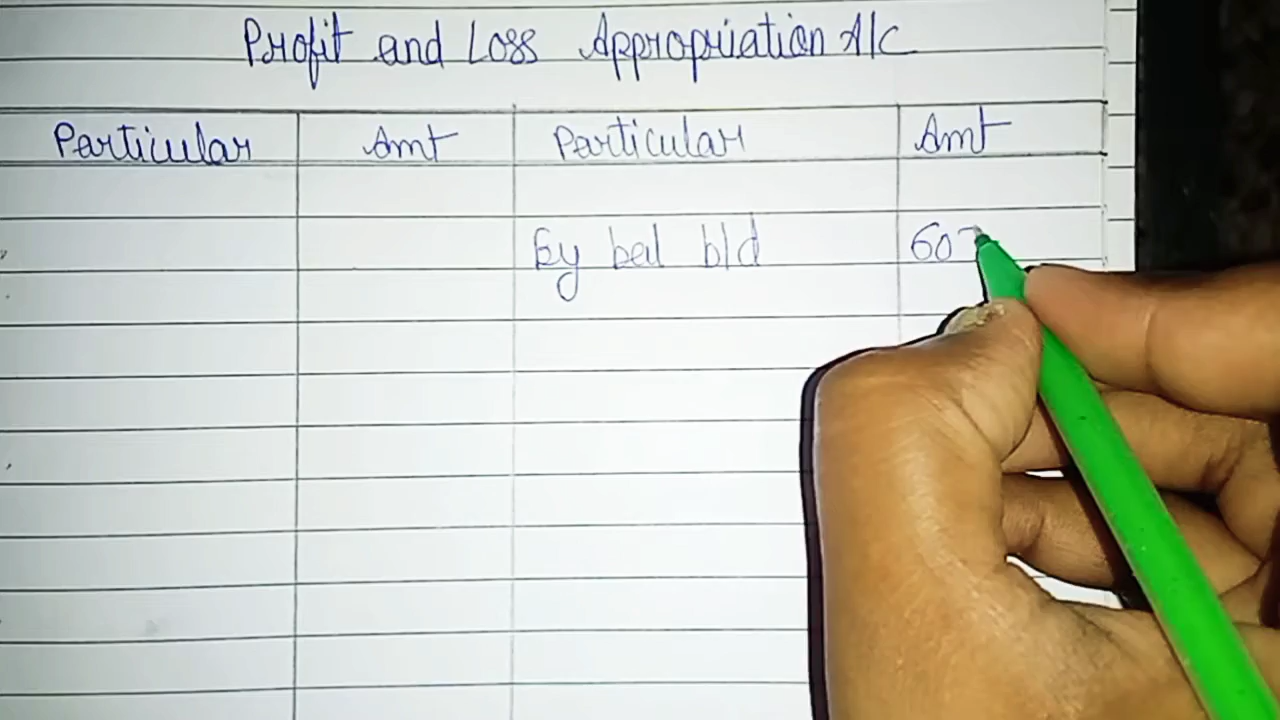 Profit and Loss Appropriation A/c
Particular Amt Particular Amt
By bal b/d 60